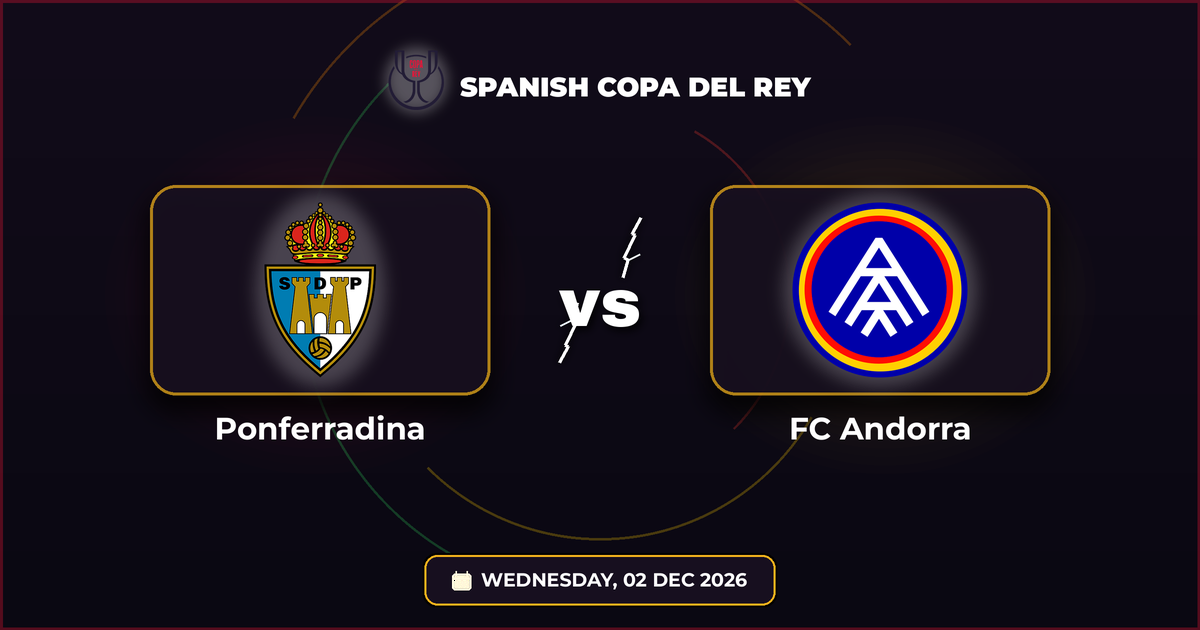 SPANISH COPA DEL REY
S D P
VS
Ponferradina
FC Andorra
WEDNESDAY, 02 DEC 2026